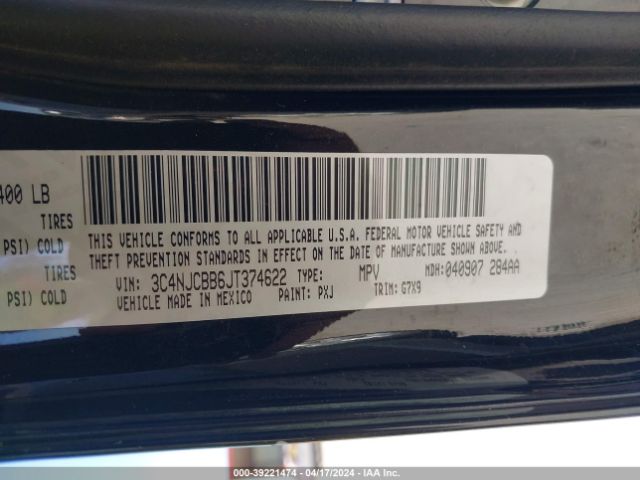 400 LB
TIRES
PSI) COLD
TIRES
PSI) COLD
THIS VEHICLE CONFORMS TO ALL APPLICABLE U.S.A. FEDERAL MOTOR VEHICLE SAFETY AND
THEFT PREVENTION STANDARDS IN EFFECT ON THE DATE OF MANUFACTURE SHOWN ABOVE.
VIN: 3C4NJCBB6JT374622 TYPE: MPV MDH:040907 284AA
VEHICLE MADE IN MEXICO PAINT: PXJ TRIM: G7X9
000-39221474 | 04/17/2024 | IAA Inc.